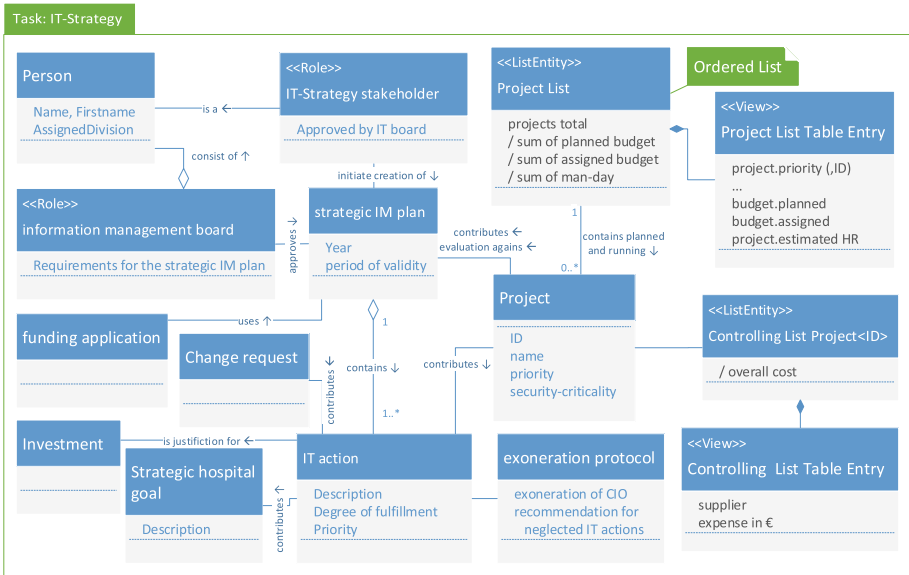 Task: IT-Strategy
Person
Name, Firstname
AssignedDivision
is a ←
<<Role>>
IT-Strategy stakeholder
Approved by IT board
<<ListEntity>>
Project List
projects total
/ sum of planned budget
/ sum of assigned budget
/ sum of man-day
Ordered List
<<View>>
Project List Table Entry
project.priority (,ID)
...
budget.planned
budget.assigned
project.estimated HR
consist of ↑
initiate creation of ↓
<<Role>>
information management board
Requirements for the strategic IM plan
approves ↓
strategic IM plan
Year
period of validity
contributes ←
evaluation agains ←
1
contains planned
and running ↓
0..*
Project
ID
name
priority
security-criticality
<<ListEntity>>
Controlling List Project<ID>
/ overall cost
funding application
uses ↑
Change request
contributes ↓
1
contains ↓
1..*
contributes ↓
Investment
is justifiction for ←
Strategic hospital
goal
Description
contributes ↑
IT action
Description
Degree of fulfillment
Priority
exoneration protocol
exoneration of CIO
recommendation for
neglected IT actions
<<View>>
Controlling List Table Entry
supplier
expense in €